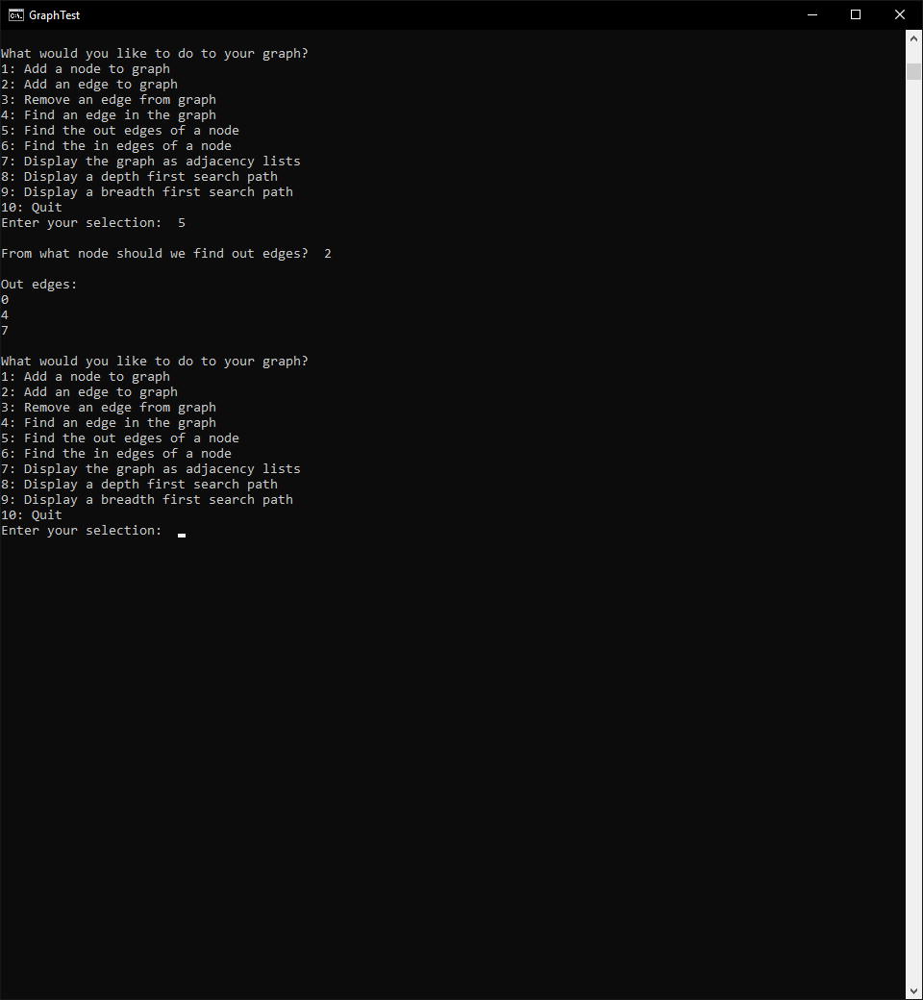 GraphTest
What would you like to do to your graph?
1: Add a node to graph
2: Add an edge to graph
3: Remove an edge from graph
4: Find an edge in the graph
5: Find the out edges of a node
6: Find the in edges of a node
7: Display the graph as adjacency lists
8: Display a depth first search path
9: Display a breadth first search path
10: Quit
Enter your selection:  5
From what node should we find out edges?  2
Out edges:
0
4
7
What would you like to do to your graph?
1: Add a node to graph
2: Add an edge to graph
3: Remove an edge from graph
4: Find an edge in the graph
5: Find the out edges of a node
6: Find the in edges of a node
7: Display the graph as adjacency lists
8: Display a depth first search path
9: Display a breadth first search path
10: Quit
Enter your selection: